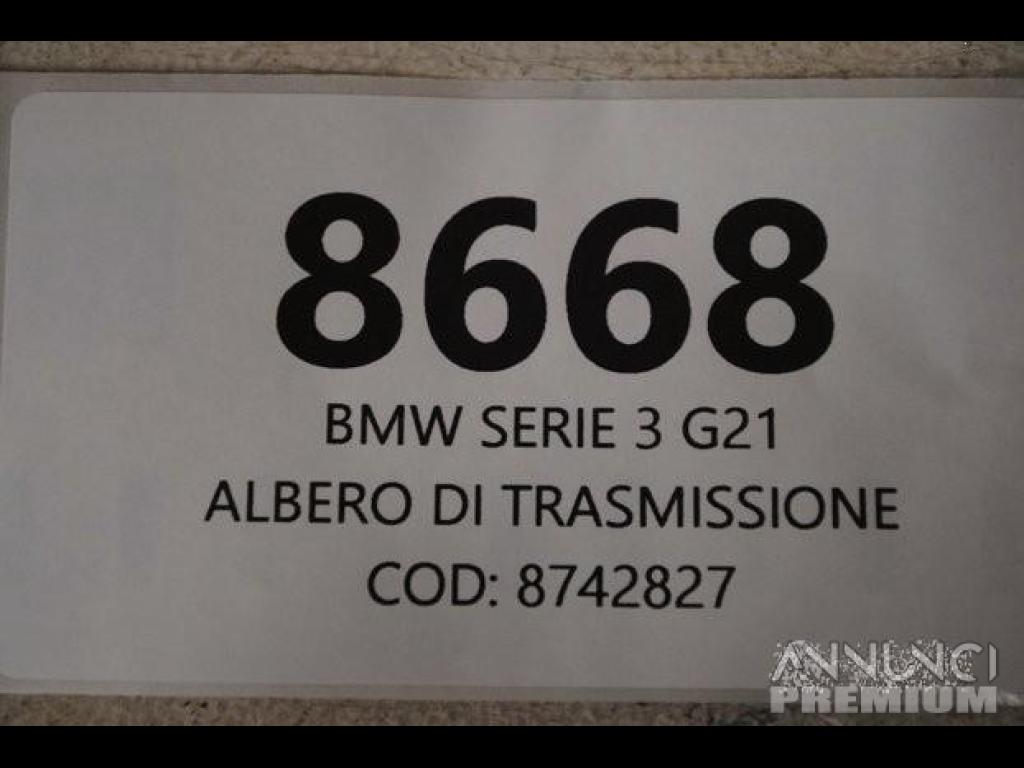 8668
BMW SERIE 3 G21
ALBERO DI TRASMISSIONE
COD: 8742827
ANNUNCI
PREMIUM